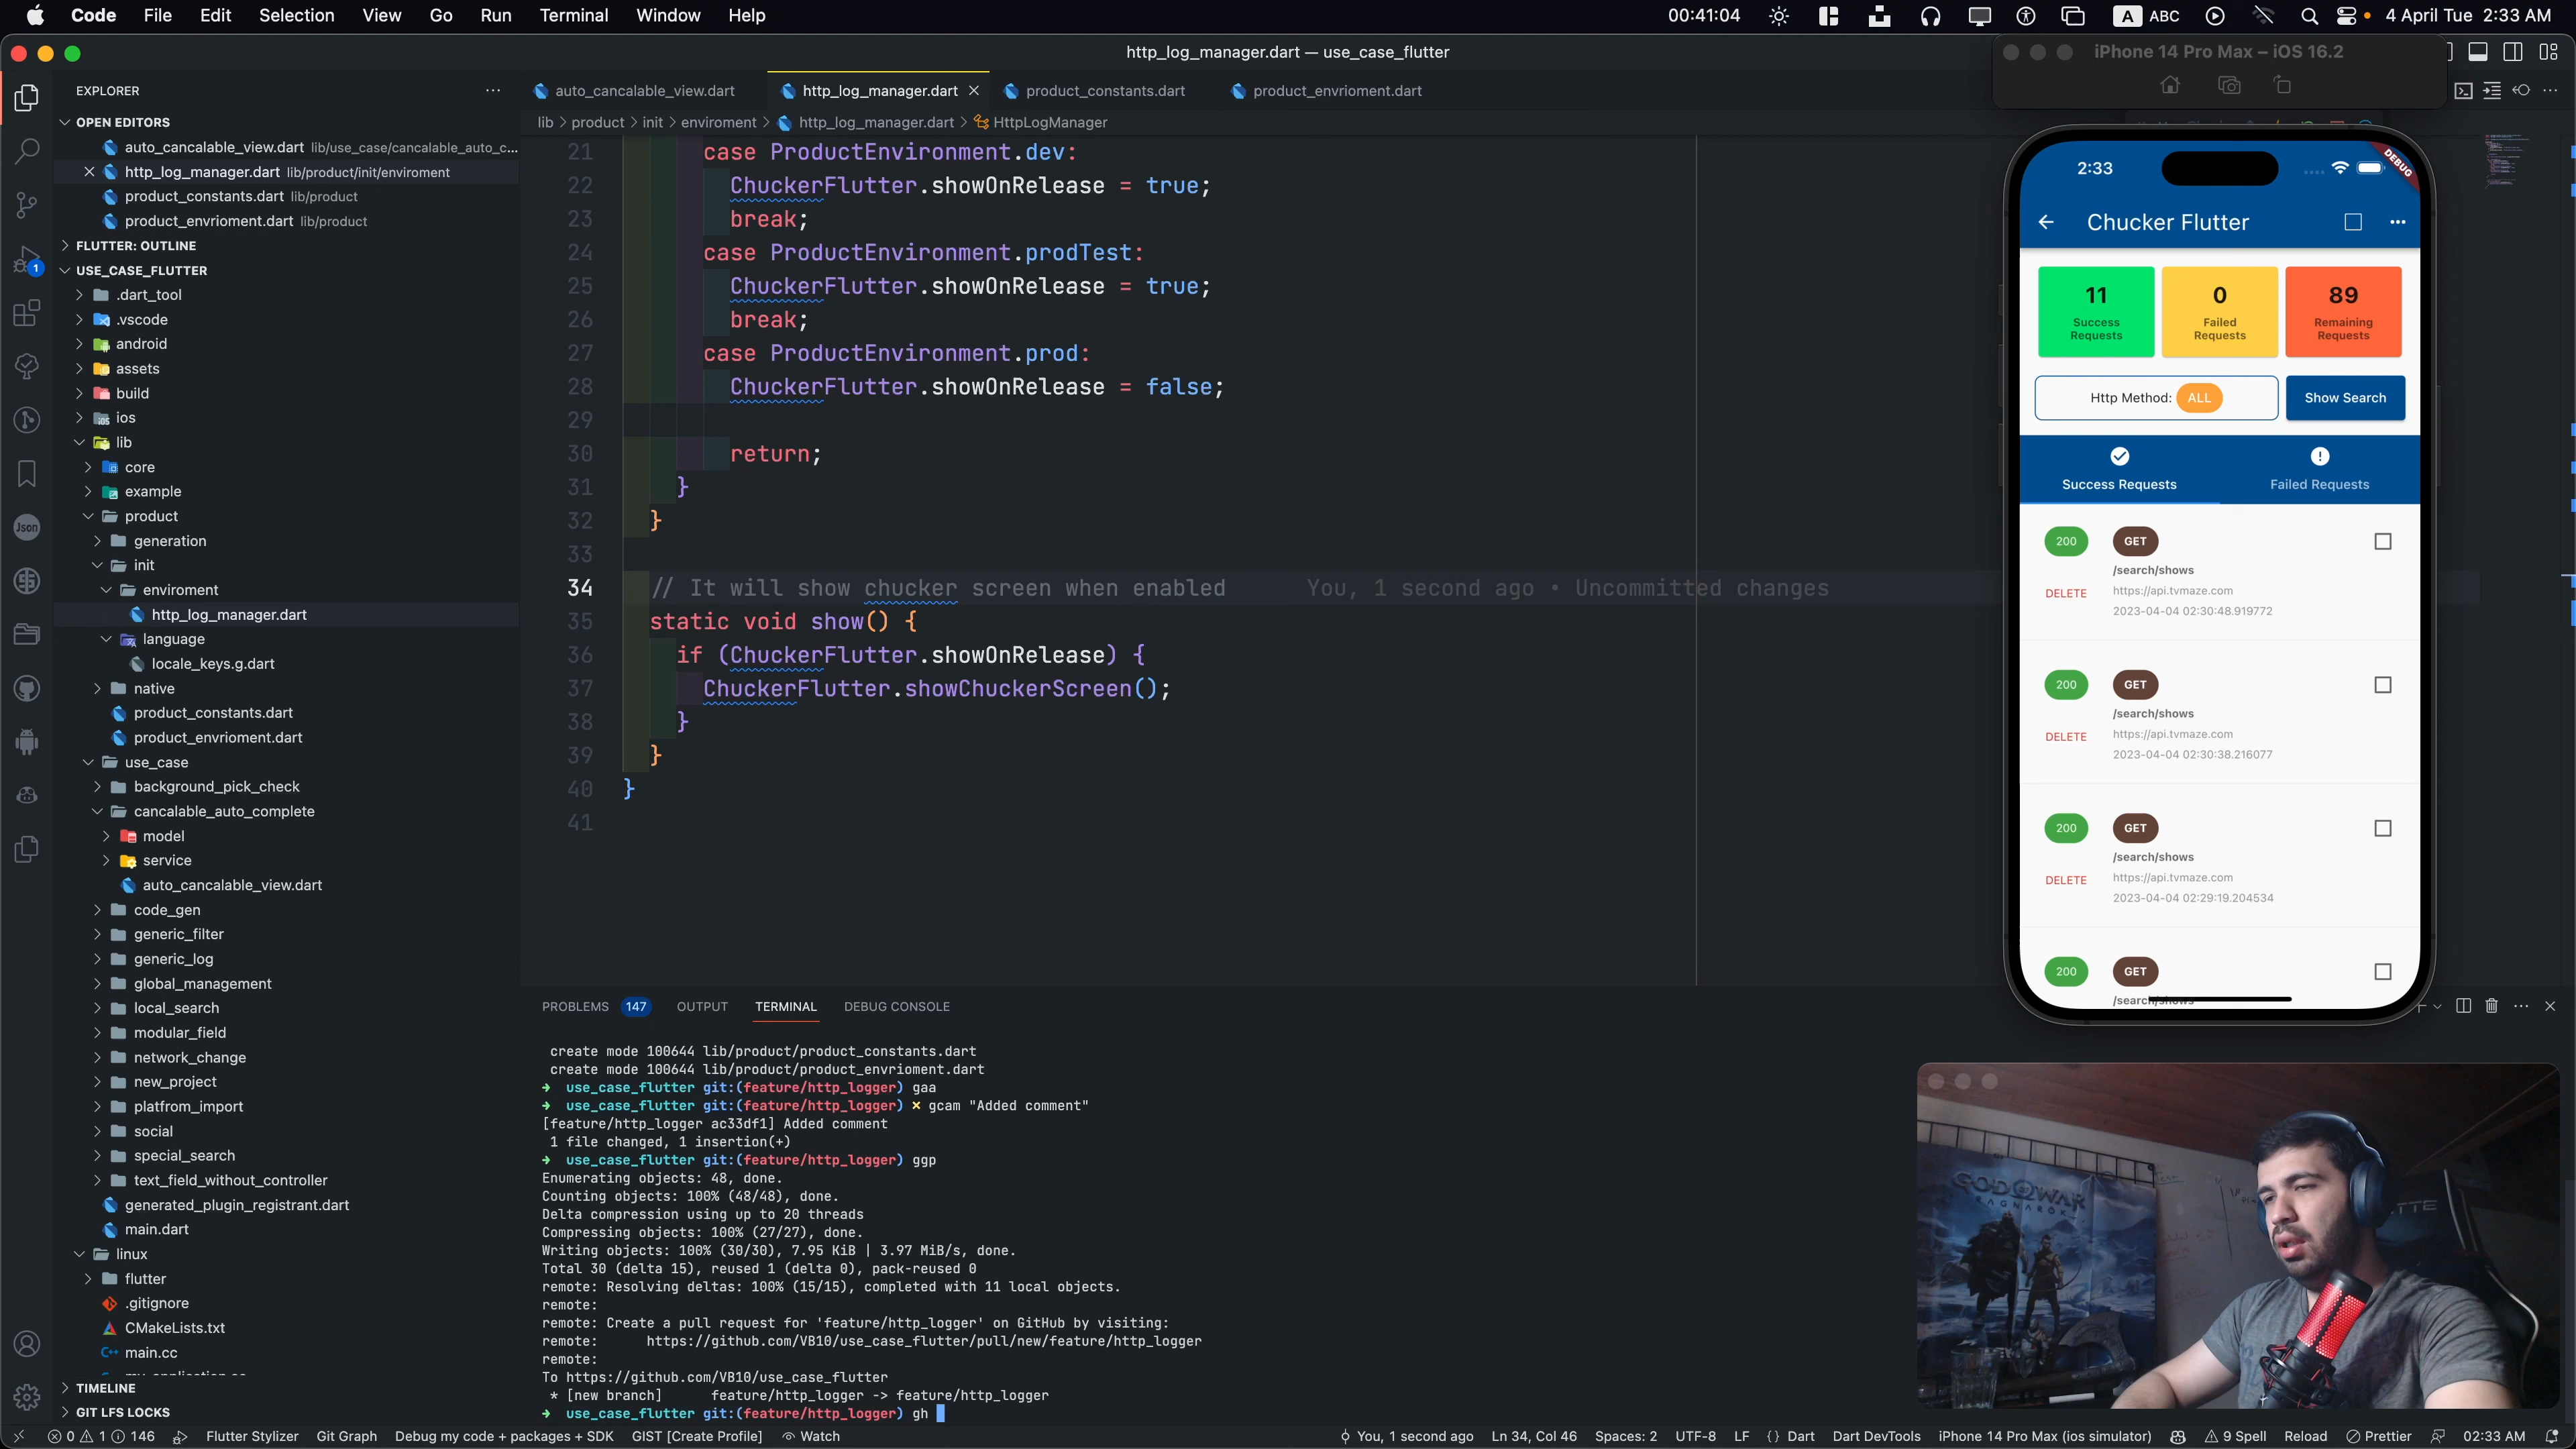 Code File Edit Selection View Go Run Terminal Window Help 00:41:04 A ABC 4 April Tue 2:33 AM
http_log_manager.dart — use_case_flutter
iPhone 14 Pro Max – iOS 16.2
EXPLORER
OPEN EDITORS
auto_cancalable_view.dart lib/use_case/cancalable_auto_c...
http_log_manager.dart lib/product/init/enviroment
product_constants.dart lib/product
product_envrioment.dart lib/product
FLUTTER: OUTLINE
USE_CASE_FLUTTER
.dart_tool
.vscode
android
assets
build
ios
lib
core
example
product
generation
init
enviroment
http_log_manager.dart
language
locale_keys.g.dart
native
product_constants.dart
product_envrioment.dart
use_case
background_pick_check
cancalable_auto_complete
model
service
auto_cancalable_view.dart
code_gen
generic_filter
generic_log
global_management
local_search
modular_field
network_change
new_project
platfrom_import
social
special_search
text_field_without_controller
generated_plugin_registrant.dart
main.dart
linux
flutter
.gitignore
CMakeLists.txt
main.cc
TIMELINE
GIT LFS LOCKS
1
Json
auto_cancalable_view.dart http_log_manager.dart product_constants.dart product_envrioment.dart
lib > product > init > enviroment > http_log_manager.dart > HttpLogManager
21 case ProductEnvironment.dev:
22 ChuckerFlutter.showOnRelease = true;
23 break;
24 case ProductEnvironment.prodTest:
25 ChuckerFlutter.showOnRelease = true;
26 break;
27 case ProductEnvironment.prod:
28 ChuckerFlutter.showOnRelease = false;
29
30 return;
31 }
32 }
33
34 // It will show chucker screen when enabled You, 1 second ago • Uncommitted changes
35 static void show() {
36 if (ChuckerFlutter.showOnRelease) {
37 ChuckerFlutter.showChuckerScreen();
38 }
39 }
40 }
41
PROBLEMS 147 OUTPUT TERMINAL DEBUG CONSOLE
create mode 100644 lib/product/product_constants.dart
create mode 100644 lib/product/product_envrioment.dart
➜ use_case_flutter git:(feature/http_logger) gaa
➜ use_case_flutter git:(feature/http_logger) ✗ gcam "Added comment"
[feature/http_logger ac33df1] Added comment
1 file changed, 1 insertion(+)
➜ use_case_flutter git:(feature/http_logger) ggp
Enumerating objects: 48, done.
Counting objects: 100% (48/48), done.
Delta compression using up to 20 threads
Compressing objects: 100% (27/27), done.
Writing objects: 100% (30/30), 7.95 KiB | 3.97 MiB/s, done.
Total 30 (delta 15), reused 1 (delta 0), pack-reused 0
remote: Resolving deltas: 100% (15/15), completed with 11 local objects.
remote:
remote: Create a pull request for 'feature/http_logger' on GitHub by visiting:
remote: https://github.com/VB10/use_case_flutter/pull/new/feature/http_logger
remote:
To https://github.com/VB10/use_case_flutter
* [new branch] feature/http_logger -> feature/http_logger
➜ use_case_flutter git:(feature/http_logger) gh
2:33
DEBUG
Chucker Flutter
11 Success Requests
0 Failed Requests
89 Remaining Requests
Http Method: ALL Show Search
Success Requests Failed Requests
200 GET
/search/shows
DELETE https://api.tvmaze.com
2023-04-04 02:30:48.919772
200 GET
/search/shows
DELETE https://api.tvmaze.com
2023-04-04 02:30:38.216077
200 GET
/search/shows
DELETE https://api.tvmaze.com
2023-04-04 02:29:19.204534
200 GET
/search/shows
GOD OF WAR
RAGNARÖK
0 1 146 Flutter Stylizer Git Graph Debug my code + packages + SDK GIST [Create Profile] Watch You, 1 second ago Ln 34, Col 46 Spaces: 2 UTF-8 LF {} Dart Dart DevTools iPhone 14 Pro Max (ios simulator) 9 Spell Reload Prettier 02:33 AM